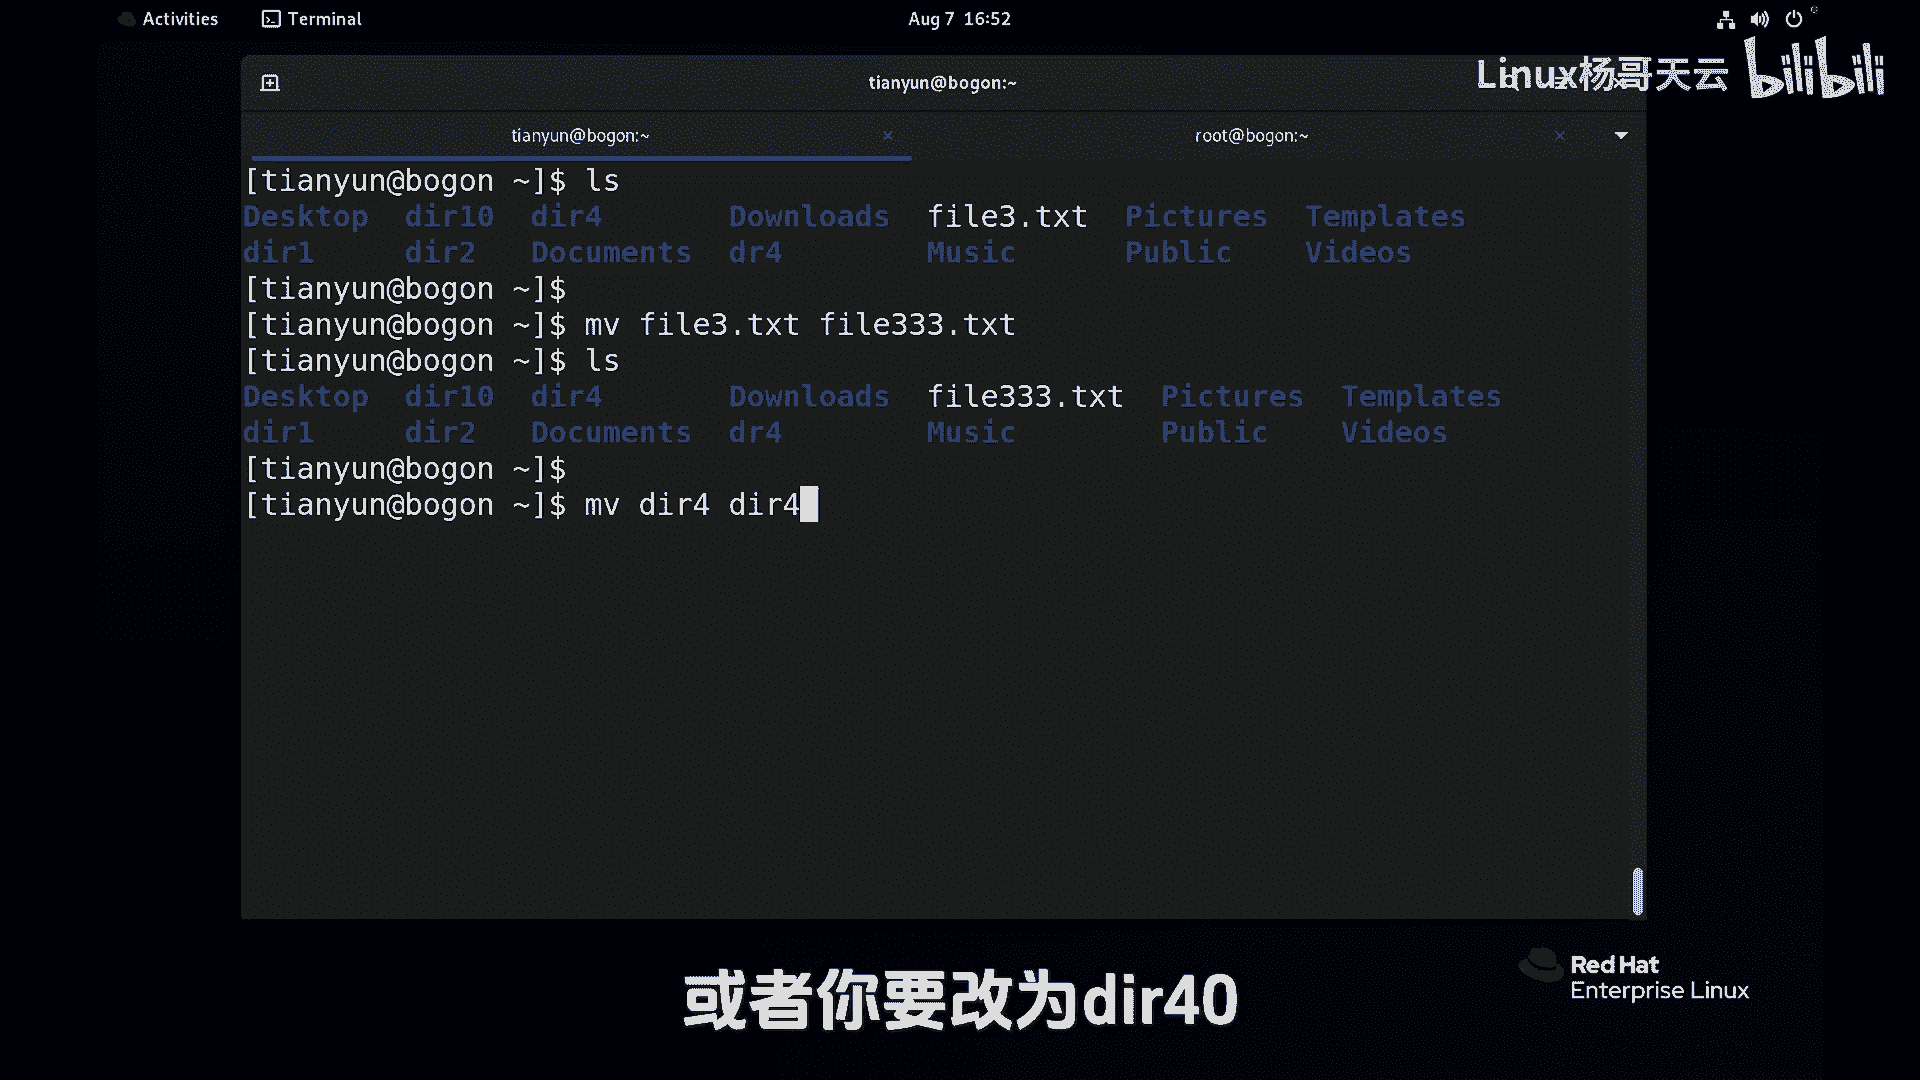 Activities Terminal Aug 7 16:52
tianyun@bogon:~
Linux杨哥天云 bilibili
tianyun@bogon:~ × root@bogon:~ ×
[tianyun@bogon ~]$ ls
Desktop dir10 dir4 Downloads file3.txt Pictures Templates
dir1 dir2 Documents dr4 Music Public Videos
[tianyun@bogon ~]$
[tianyun@bogon ~]$ mv file3.txt file333.txt
[tianyun@bogon ~]$ ls
Desktop dir10 dir4 Downloads file333.txt Pictures Templates
dir1 dir2 Documents dr4 Music Public Videos
[tianyun@bogon ~]$
[tianyun@bogon ~]$ mv dir4 dir4
Red Hat
Enterprise Linux
或者你要改为dir40